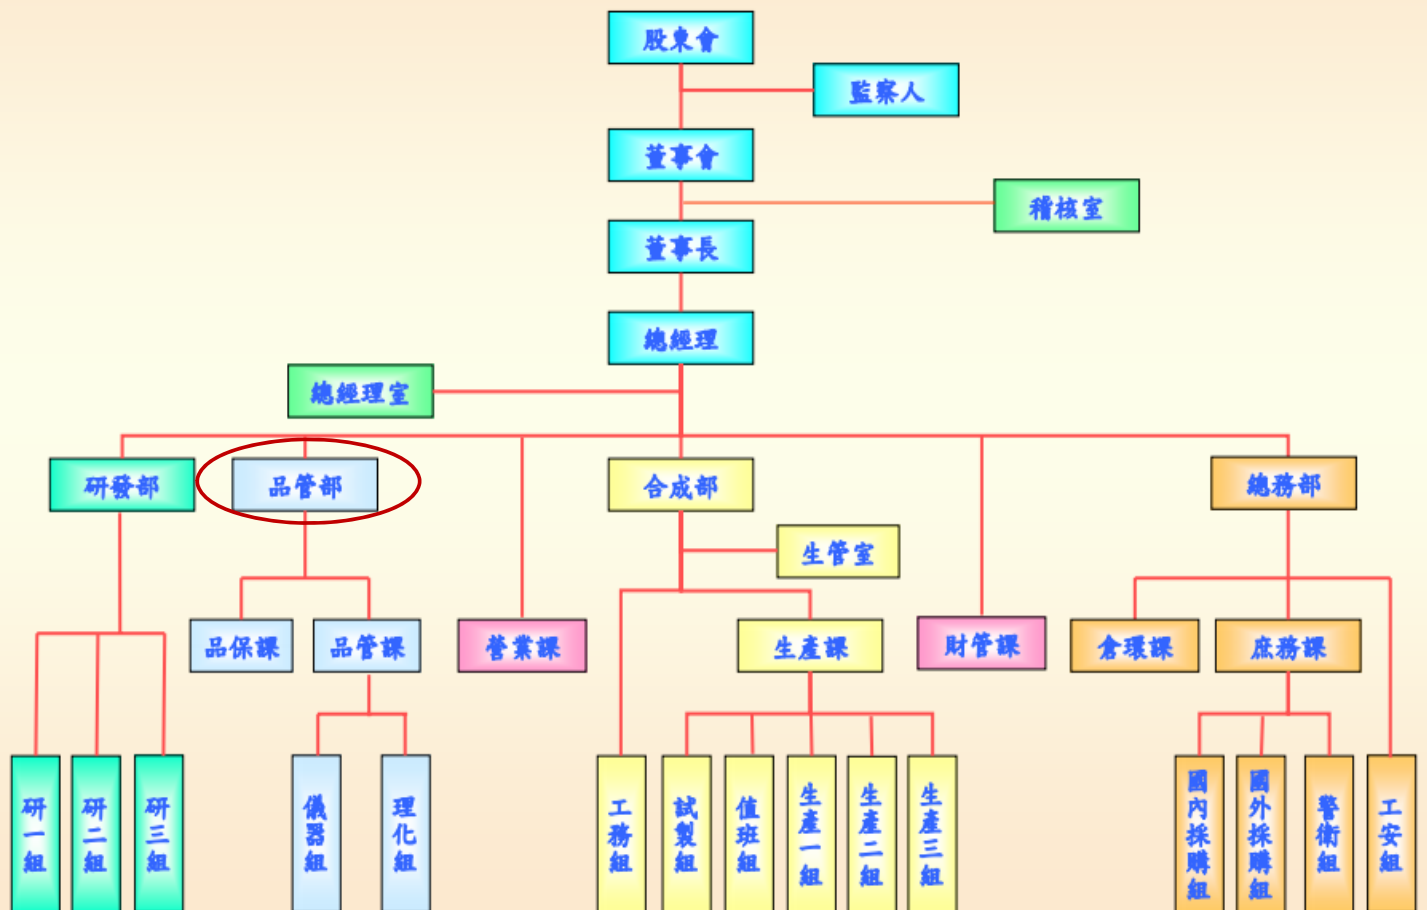 股東會
監察人
董事會
稽核室
董事長
總經理
總經理室
研發部
品管部
合成部
總務部
生管室
品保課
品管課
營業課
生產課
財管課
倉環課
庶務課
研一組
研二組
研三組
儀器組
理化組
工務組
試製組
值班組
生產一組
生產二組
生產三組
國內採購組
國外採購組
警衛組
工安組